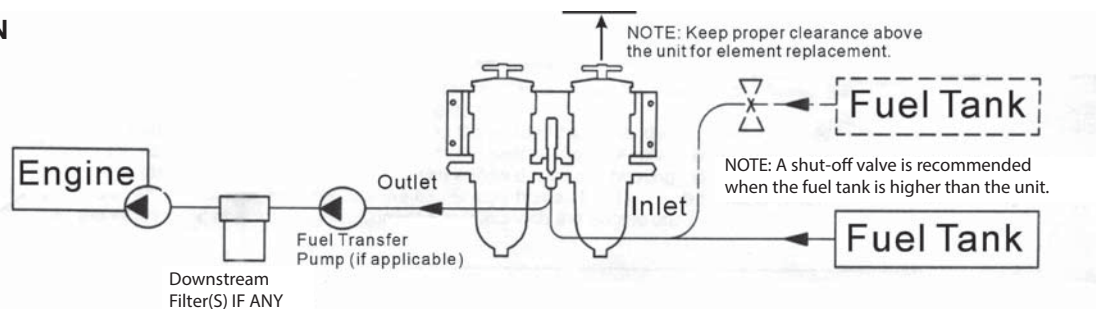 N
NOTE: Keep proper clearance above
the unit for element replacement.
Fuel Tank
NOTE: A shut-off valve is recommended
when the fuel tank is higher than the unit.
Engine
Outlet
Inlet
Fuel Tank
Fuel Transfer
Pump (if applicable)
Downstream
Filter(S) IF ANY